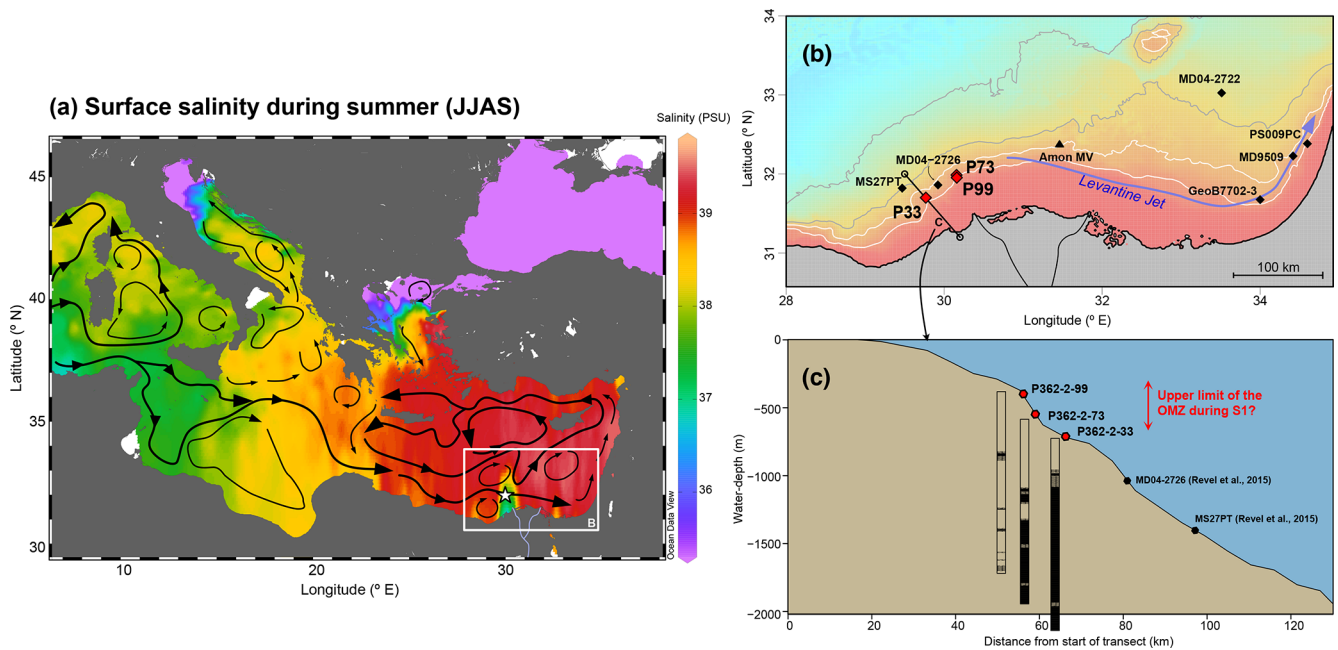 (a) Surface salinity during summer (JJAS)
Salinity (PSU)
45
40
35
30
Latitude (º N)
10
20
30
Longitude (º E)
B
Ocean Data View
39
38
37
36
(b)
34
33
32
31
Latitude (º N)
28
30
32
34
Longitude (º E)
MD04-2722
PS009PC
MD9509
GeoB7702-3
Amon MV
MD04-2726
MS27PT
P73
P99
P33
C
Levantine Jet
100 km
(c)
0
−500
−1000
−1500
−2000
Water-depth (m)
0
20
40
60
80
100
120
Distance from start of transect (km)
P362-2-99
P362-2-73
P362-2-33
Upper limit of the
OMZ during S1?
MD04-2726 (Revel et al., 2015)
MS27PT (Revel et al., 2015)